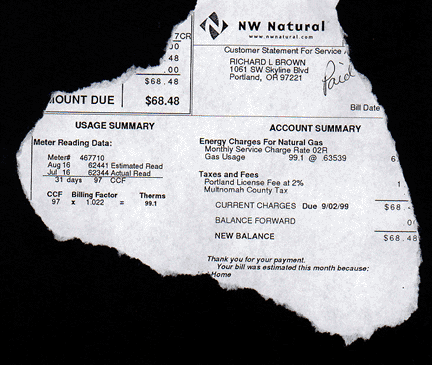 NW Natural
www.nwnatural.com
7CR
.48
.00
$68.48
Customer Statement For Service
RICHARD L BROWN
1061 SW Skyline Blvd
Portland, OR 97221
Paid
MOUNT DUE $68.48
Bill Date
USAGE SUMMARY
Meter Reading Data:
Meter# 467710
Aug 16 62441 Estimated Read
Jul 16 62344 Actual Read
31 days 97 CCF
CCF Billing Factor Therms
97 x 1.022 = 99.1
ACCOUNT SUMMARY
Energy Charges For Natural Gas
Monthly Service Charge Rate 02R
Gas Usage 99.1 @ .63539 6
Taxes and Fees
Portland License Fee at 2% 1
Multnomah County Tax
CURRENT CHARGES Due 9/02/99 $68.
BALANCE FORWARD 0
NEW BALANCE $68.48
Thank you for your payment.
Your bill was estimated this month because:
Home